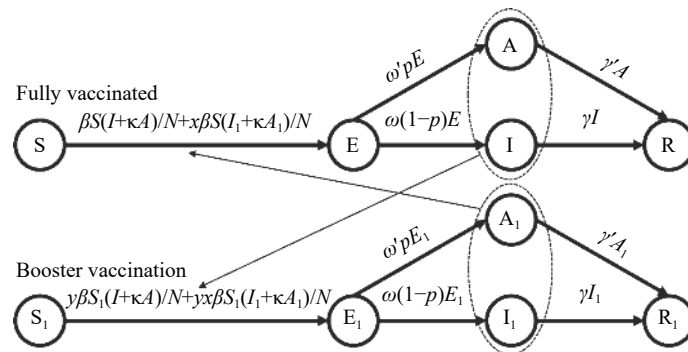 A
ω'pE
γ'A
Fully vaccinated
βS(I+κA)/N+xβS(I₁+κA₁)/N
ω(1−p)E
γI
S
E
I
R
A₁
ω'pE₁
γ'A₁
Booster vaccination
yβS₁(I+κA)/N+yxβS₁(I₁+κA₁)/N
ω(1−p)E₁
γI₁
S₁
E₁
I₁
R₁